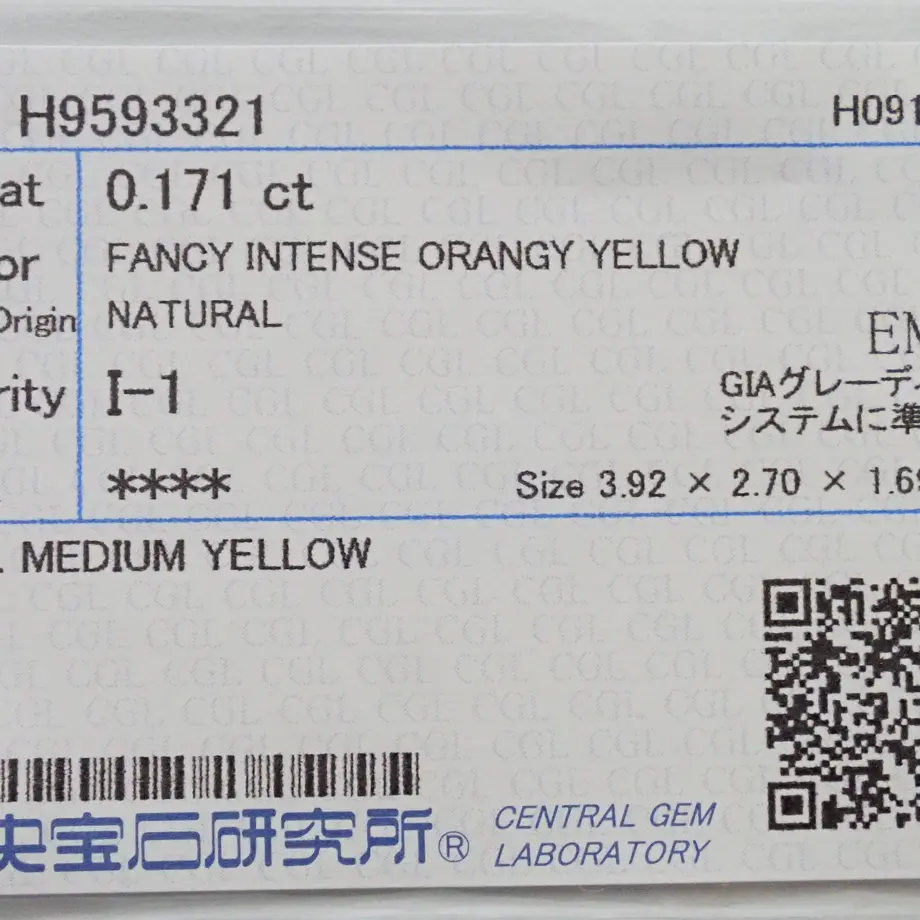 H9593321 H091
at 0.171 ct
or FANCY INTENSE ORANGY YELLOW
Origin NATURAL
EM
rity I-1
GIAグレーディ
システムに準
**** Size 3.92 × 2.70 × 1.69
L MEDIUM YELLOW
央宝石研究所® CENTRAL GEM
LABORATORY